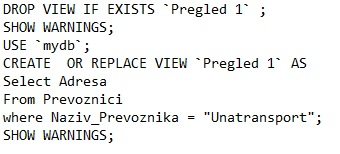 DROP VIEW IF EXISTS `Pregled 1` ;
SHOW WARNINGS;
USE `mydb`;
CREATE  OR REPLACE VIEW `Pregled 1` AS
Select Adresa
From Prevoznici
where Naziv_Prevoznika = "Unatransport";
SHOW WARNINGS;